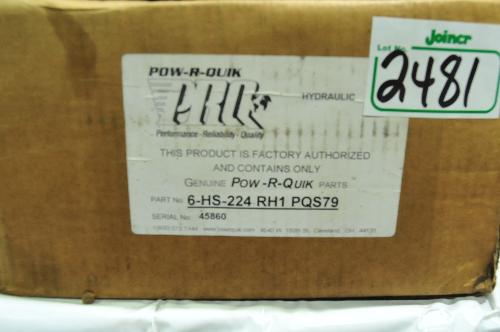 Joiner
Lot No.
2481
POW-R-QUIK
HYDRAULIC
Performance - Reliability - Quality
THIS PRODUCT IS FACTORY AUTHORIZED
AND CONTAINS ONLY
GENUINE POW-R-QUIK PARTS
PART No: 6-HS-224 RH1 PQS79
SERIAL No: 45860